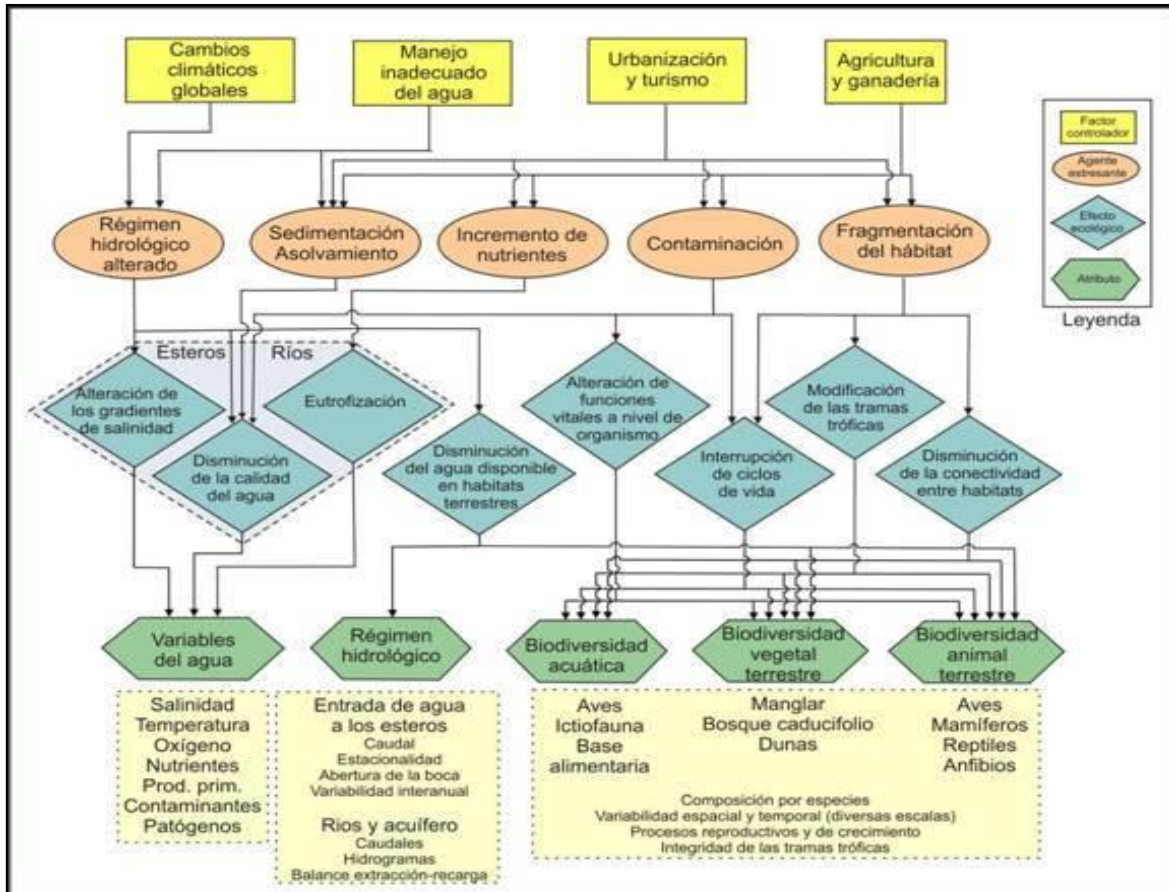 Cambios
climáticos
globales
Manejo
inadecuado
del agua
Urbanización
y turismo
Agricultura
y ganadería
Factor
controlador
Agente
estresante
Efecto
ecológico
Atributo
Leyenda
Régimen
hidrológico
alterado
Sedimentación
Asolvamiento
Incremento de
nutrientes
Contaminación
Fragmentación
del hábitat
Esteros
Ríos
Alteración de
los gradientes
de salinidad
Disminución
de la calidad
del agua
Eutrofización
Disminución
del agua disponible
en habitats
terrestres
Alteración de
funciones
vitales a nivel de
organismo
Interrupción
de ciclos
de vida
Modificación
de las tramas
tróficas
Disminución
de la conectividad
entre habitats
Variables
del agua
Régimen
hidrológico
Biodiversidad
acuática
Biodiversidad
vegetal
terrestre
Biodiversidad
animal
terrestre
Salinidad
Temperatura
Oxígeno
Nutrientes
Prod. prim.
Contaminantes
Patógenos
Entrada de agua
a los esteros
Caudal
Estacionalidad
Abertura de la boca
Variabilidad interanual
Rios y acuífero
Caudales
Hidrogramas
Balance extracción-recarga
Aves
Ictiofauna
Base
alimentaria
Manglar
Bosque caducifolio
Dunas
Aves
Mamíferos
Reptiles
Anfibios
Composición por especies
Variabilidad espacial y temporal (diversas escalas)
Procesos reproductivos y de crecimiento
Integridad de las tramas tróficas